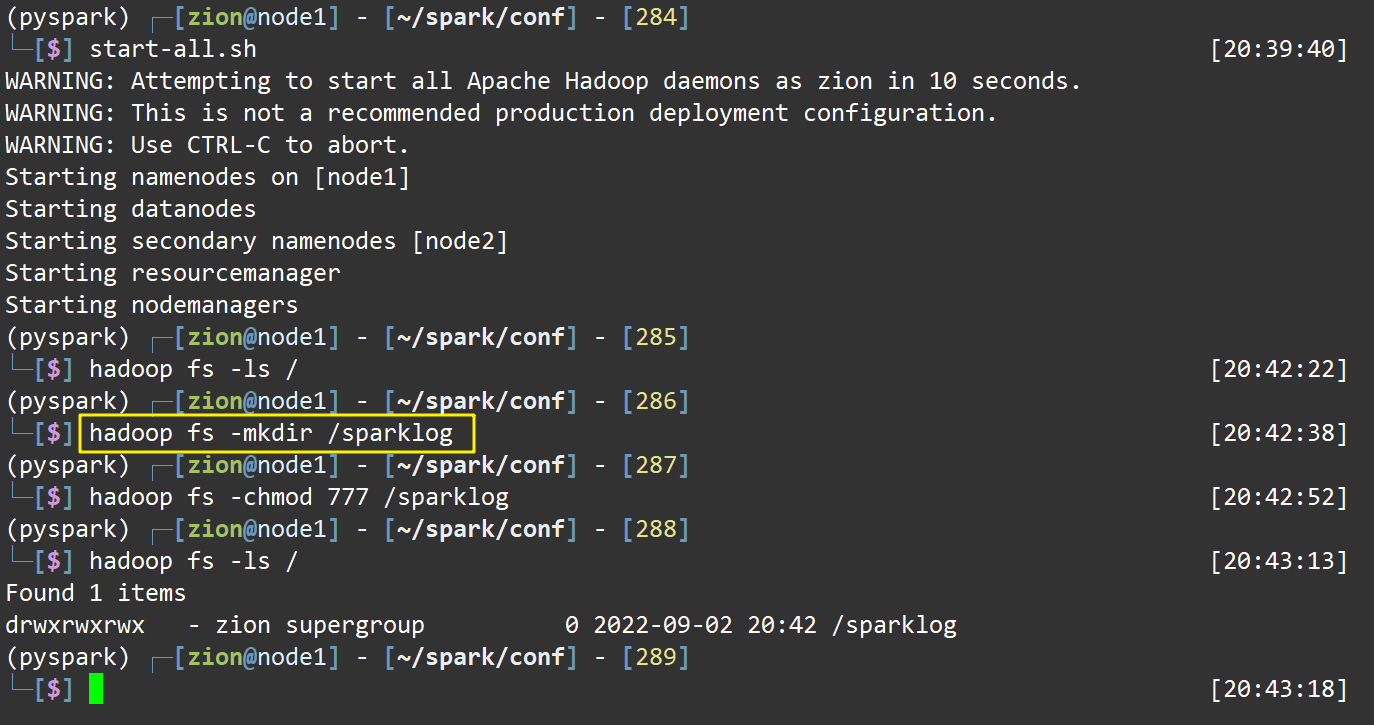 (pyspark) ┌─[zion@node1] - [~/spark/conf] - [284]
└─[$] start-all.sh [20:39:40]
WARNING: Attempting to start all Apache Hadoop daemons as zion in 10 seconds.
WARNING: This is not a recommended production deployment configuration.
WARNING: Use CTRL-C to abort.
Starting namenodes on [node1]
Starting datanodes
Starting secondary namenodes [node2]
Starting resourcemanager
Starting nodemanagers
(pyspark) ┌─[zion@node1] - [~/spark/conf] - [285]
└─[$] hadoop fs -ls / [20:42:22]
(pyspark) ┌─[zion@node1] - [~/spark/conf] - [286]
└─[$] hadoop fs -mkdir /sparklog [20:42:38]
(pyspark) ┌─[zion@node1] - [~/spark/conf] - [287]
└─[$] hadoop fs -chmod 777 /sparklog [20:42:52]
(pyspark) ┌─[zion@node1] - [~/spark/conf] - [288]
└─[$] hadoop fs -ls / [20:43:13]
Found 1 items
drwxrwxrwx   - zion supergroup          0 2022-09-02 20:42 /sparklog
(pyspark) ┌─[zion@node1] - [~/spark/conf] - [289]
└─[$] [20:43:18]